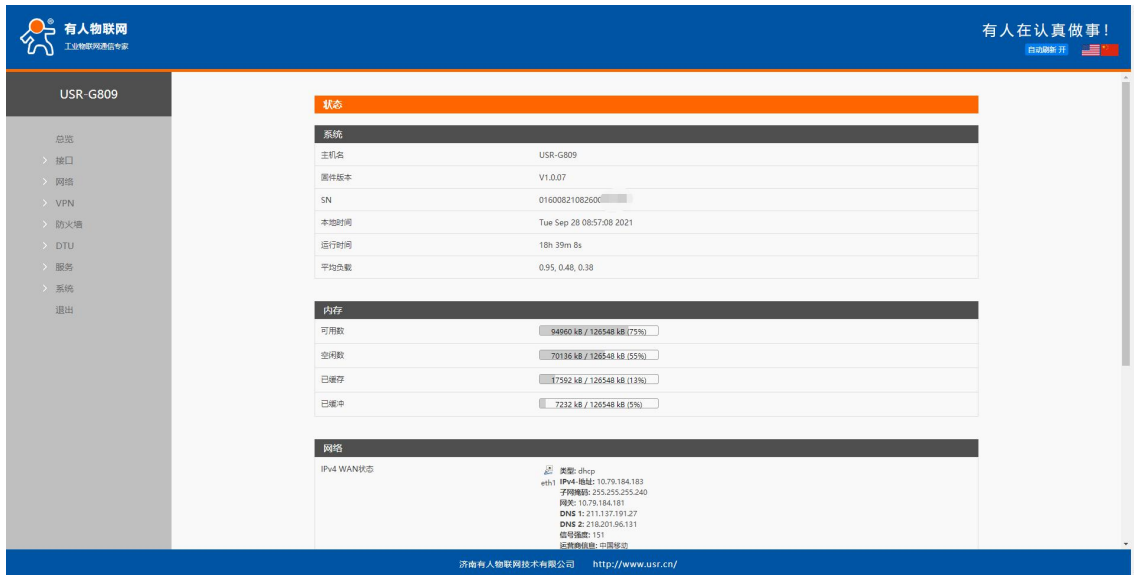 有人物联网
工业物联网通信专家
有人在认真做事!
自动刷新 开
USR-G809
总览
接口
网络
VPN
防火墙
DTU
服务
系统
退出
状态
系统
主机名 USR-G809
固件版本 V1.0.07
SN 01600821082600
本地时间 Tue Sep 28 08:57:08 2021
运行时间 18h 39m 8s
平均负载 0.95, 0.48, 0.38
内存
可用数 94960 kB / 126548 kB (75%)
空闲数 70136 kB / 126548 kB (55%)
已缓存 17592 kB / 126548 kB (13%)
已缓冲 7232 kB / 126548 kB (5%)
网络
IPv4 WAN状态 类型: dhcp
eth1 IPv4-地址: 10.79.184.183
子网掩码: 255.255.255.240
网关: 10.79.184.181
DNS 1: 211.137.191.27
DNS 2: 218.201.96.131
信号强度: 151
运营商信息: 中国移动
济南有人物联网技术有限公司 http://www.usr.cn/